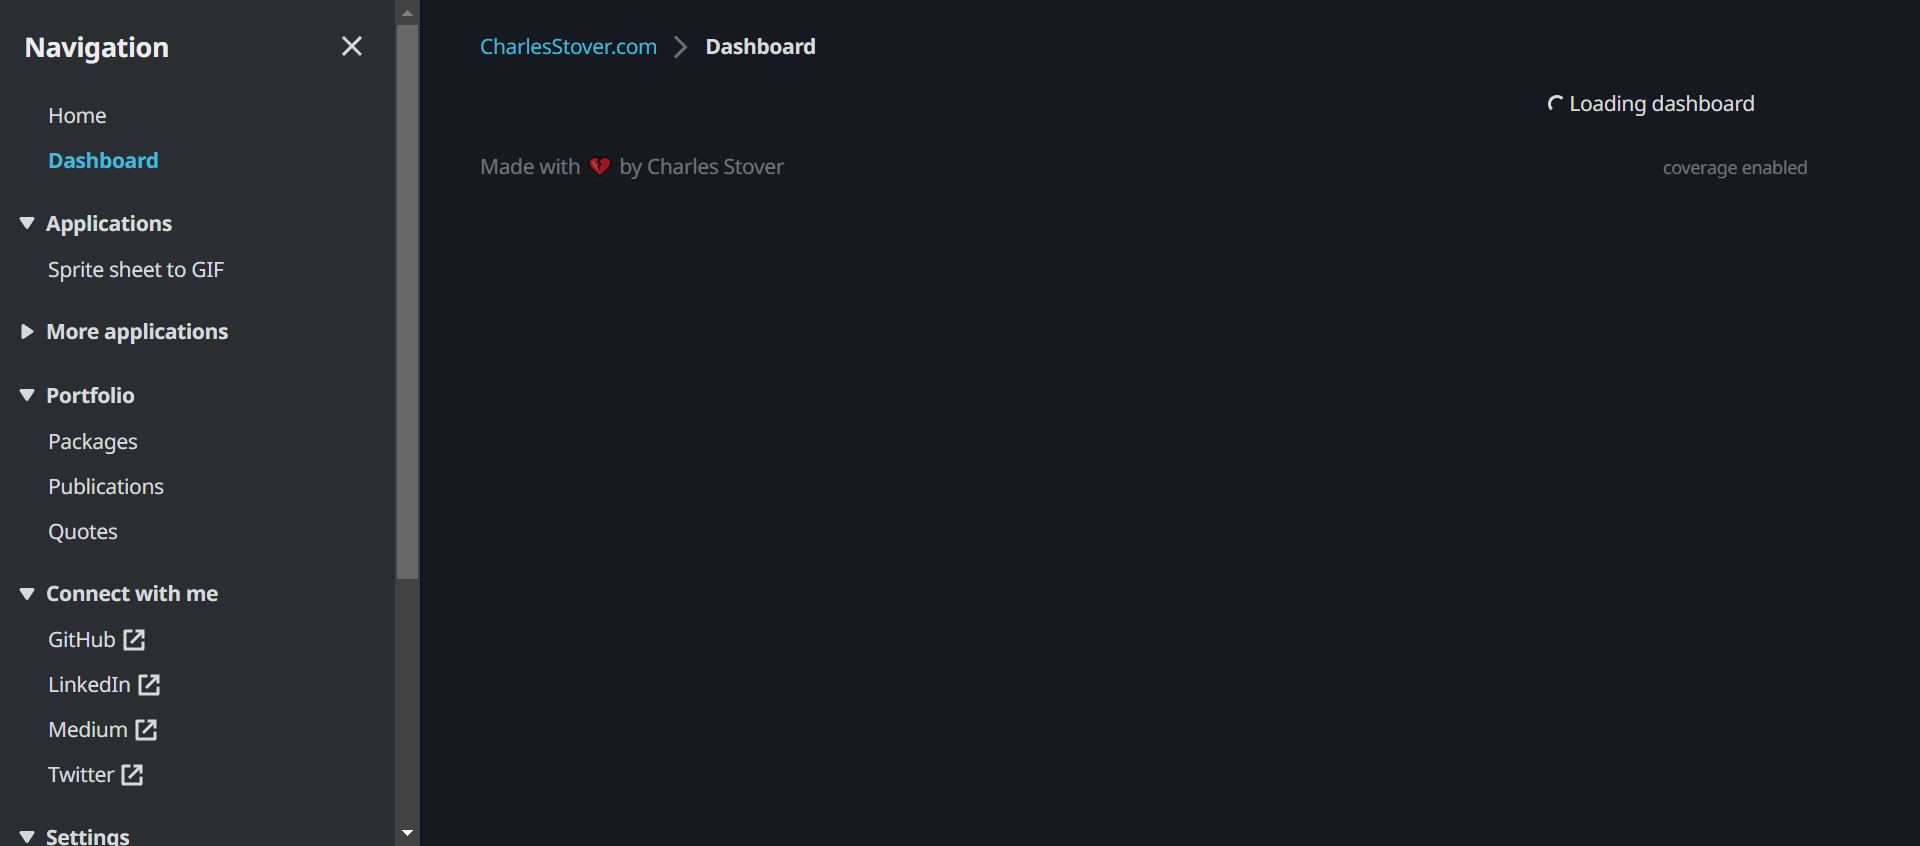 Navigation
Home
Dashboard
Applications
Sprite sheet to GIF
More applications
Portfolio
Packages
Publications
Quotes
Connect with me
GitHub
LinkedIn
Medium
Twitter
Settings
CharlesStover.com Dashboard
Loading dashboard
Made with by Charles Stover
coverage enabled